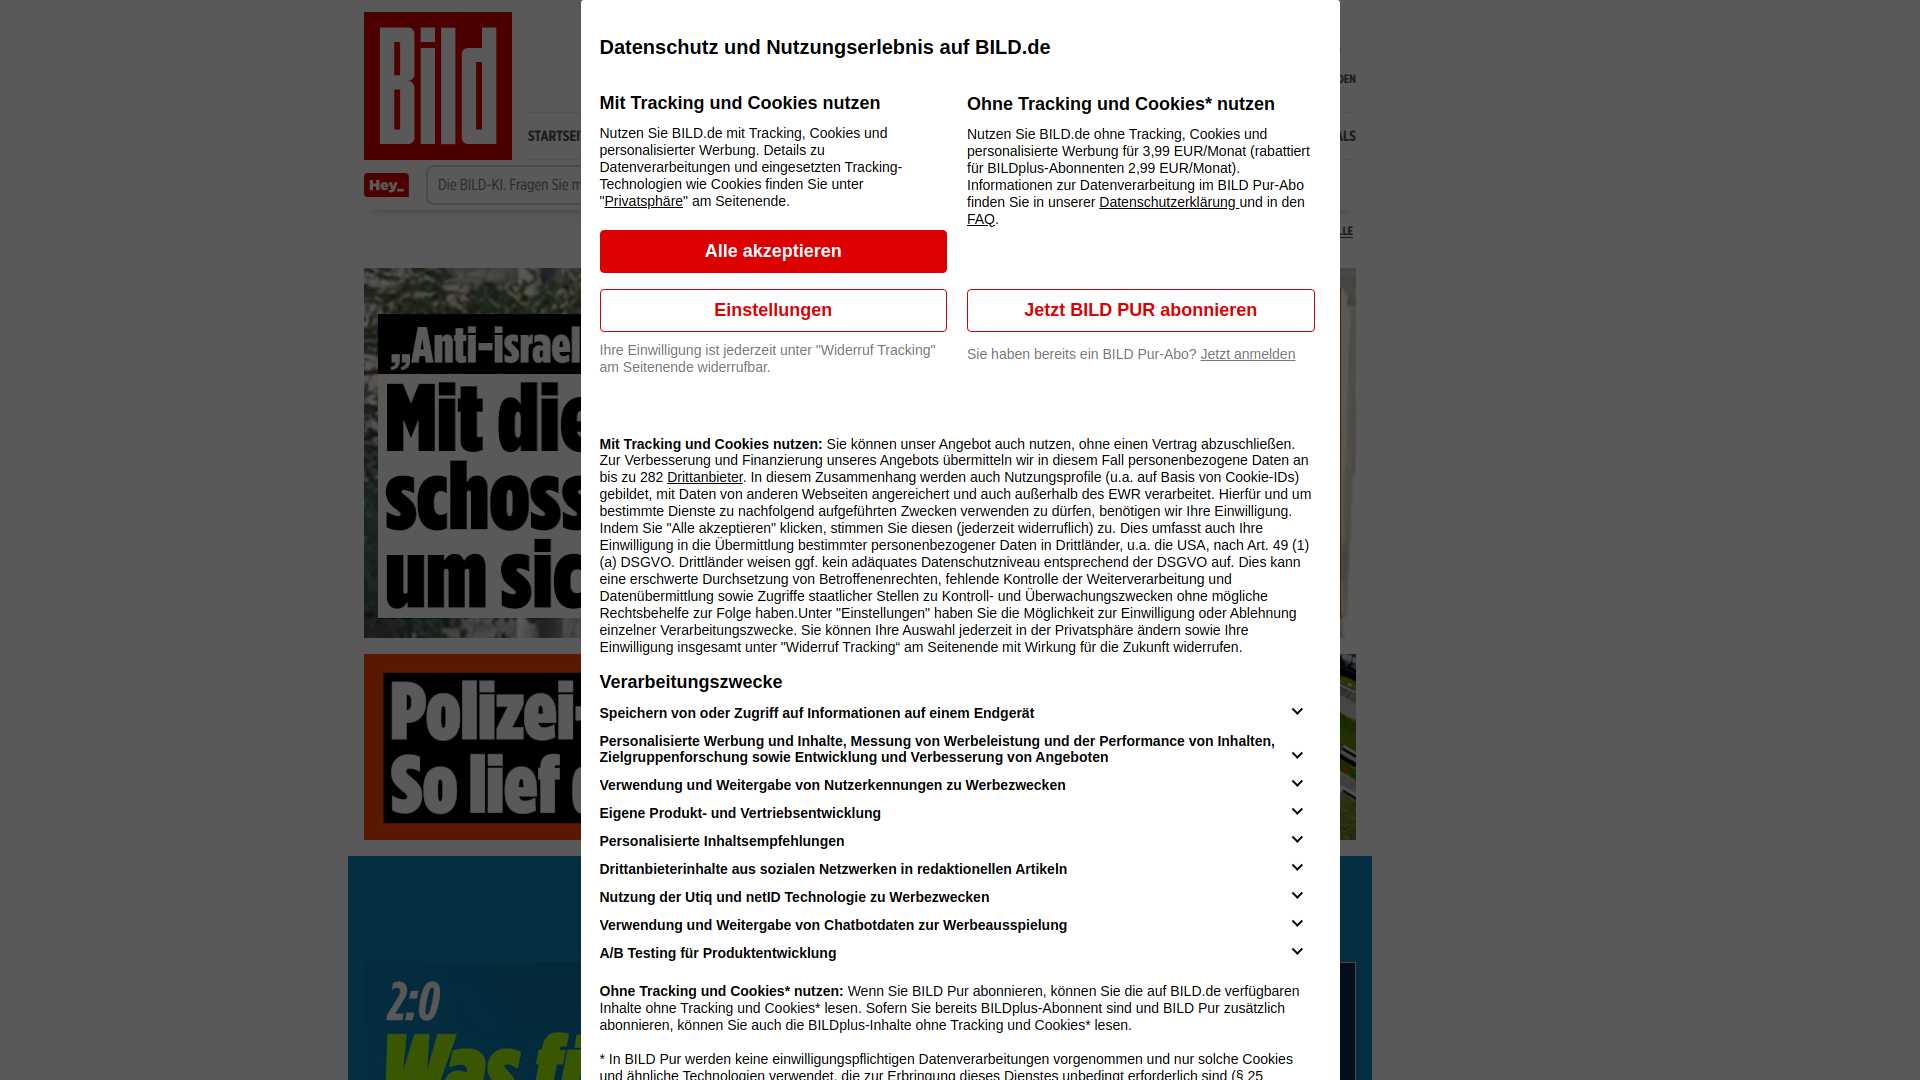 Bild
Datenschutz und Nutzungserlebnis auf BILD.de
Mit Tracking und Cookies nutzen
Nutzen Sie BILD.de mit Tracking, Cookies und
personalisierter Werbung. Details zu
Datenverarbeitungen und eingesetzten Tracking-
Technologien wie Cookies finden Sie unter
"Privatsphäre" am Seitenende.
Alle akzeptieren
Einstellungen
Ihre Einwilligung ist jederzeit unter "Widerruf Tracking"
am Seitenende widerrufbar.
Ohne Tracking und Cookies* nutzen
Nutzen Sie BILD.de ohne Tracking, Cookies und
personalisierte Werbung für 3,99 EUR/Monat (rabattiert
für BILDplus-Abonnenten 2,99 EUR/Monat).
Informationen zur Datenverarbeitung im BILD Pur-Abo
finden Sie in unserer Datenschutzerklärung und in den
FAQ.
Jetzt BILD PUR abonnieren
Sie haben bereits ein BILD Pur-Abo? Jetzt anmelden
Mit Tracking und Cookies nutzen: Sie können unser Angebot auch nutzen, ohne einen Vertrag abzuschließen.
Zur Verbesserung und Finanzierung unseres Angebots übermitteln wir in diesem Fall personenbezogene Daten an
bis zu 282 Drittanbieter. In diesem Zusammenhang werden auch Nutzungsprofile (u.a. auf Basis von Cookie-IDs)
gebildet, mit Daten von anderen Webseiten angereichert und auch außerhalb des EWR verarbeitet. Hierfür und um
bestimmte Dienste zu nachfolgend aufgeführten Zwecken verwenden zu dürfen, benötigen wir Ihre Einwilligung.
Indem Sie "Alle akzeptieren" klicken, stimmen Sie diesen (jederzeit widerruflich) zu. Dies umfasst auch Ihre
Einwilligung in die Übermittlung bestimmter personenbezogener Daten in Drittländer, u.a. die USA, nach Art. 49 (1)
(a) DSGVO. Drittländer weisen ggf. kein adäquates Datenschutzniveau entsprechend der DSGVO auf. Dies kann
eine erschwerte Durchsetzung von Betroffenenrechten, fehlende Kontrolle der Weiterverarbeitung und
Datenübermittlung sowie Zugriffe staatlicher Stellen zu Kontroll- und Überwachungszwecken ohne mögliche
Rechtsbehelfe zur Folge haben.Unter "Einstellungen" haben Sie die Möglichkeit zur Einwilligung oder Ablehnung
einzelner Verarbeitungszwecke. Sie können Ihre Auswahl jederzeit in der Privatsphäre ändern sowie Ihre
Einwilligung insgesamt unter "Widerruf Tracking“ am Seitenende mit Wirkung für die Zukunft widerrufen.
Verarbeitungszwecke
Speichern von oder Zugriff auf Informationen auf einem Endgerät
Personalisierte Werbung und Inhalte, Messung von Werbeleistung und der Performance von Inhalten,
Zielgruppenforschung sowie Entwicklung und Verbesserung von Angeboten
Verwendung und Weitergabe von Nutzerkennungen zu Werbezwecken
Eigene Produkt- und Vertriebsentwicklung
Personalisierte Inhaltsempfehlungen
Drittanbieterinhalte aus sozialen Netzwerken in redaktionellen Artikeln
Nutzung der Utiq und netID Technologie zu Werbezwecken
Verwendung und Weitergabe von Chatbotdaten zur Werbeausspielung
A/B Testing für Produktentwicklung
Ohne Tracking und Cookies* nutzen: Wenn Sie BILD Pur abonnieren, können Sie die auf BILD.de verfügbaren
Inhalte ohne Tracking und Cookies* lesen. Sofern Sie bereits BILDplus-Abonnent sind und BILD Pur zusätzlich
abonnieren, können Sie auch die BILDplus-Inhalte ohne Tracking und Cookies* lesen.
* In BILD Pur werden keine einwilligungspflichtigen Datenverarbeitungen vorgenommen und nur solche Cookies
und ähnliche Technologien verwendet, die zur Erbringung dieses Dienstes unbedingt erforderlich sind (§ 25
STARTSEI
Hey_
Die BILD-KI. Fragen Sie
„Anti-israel
Mit die
schoss
um sic
Polizei-
So lief
2:0
Was fü